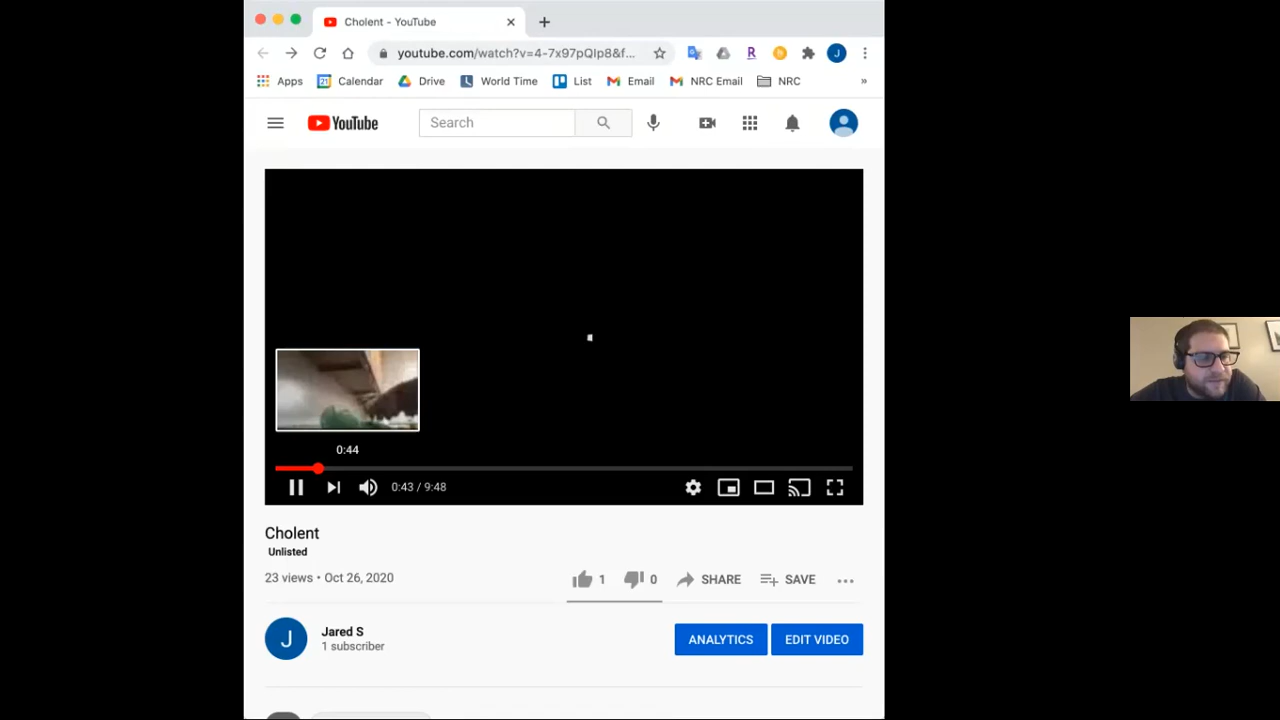 Cholent - YouTube
youtube.com/watch?v=4-7x97pQIp8&f...
R
J
Apps
21
Calendar
Drive
World Time
List
Email
NRC Email
NRC
»
YouTube
Search
0:44
0:43 / 9:48
Cholent
Unlisted
23 views • Oct 26, 2020
1
0
SHARE
SAVE
J
Jared S
1 subscriber
ANALYTICS
EDIT VIDEO